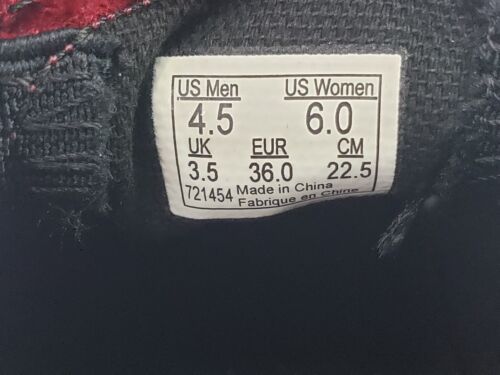 US Men US Women
4.5 6.0
UK EUR CM
3.5 36.0 22.5
721454 Made in China
Fabrique en Chine